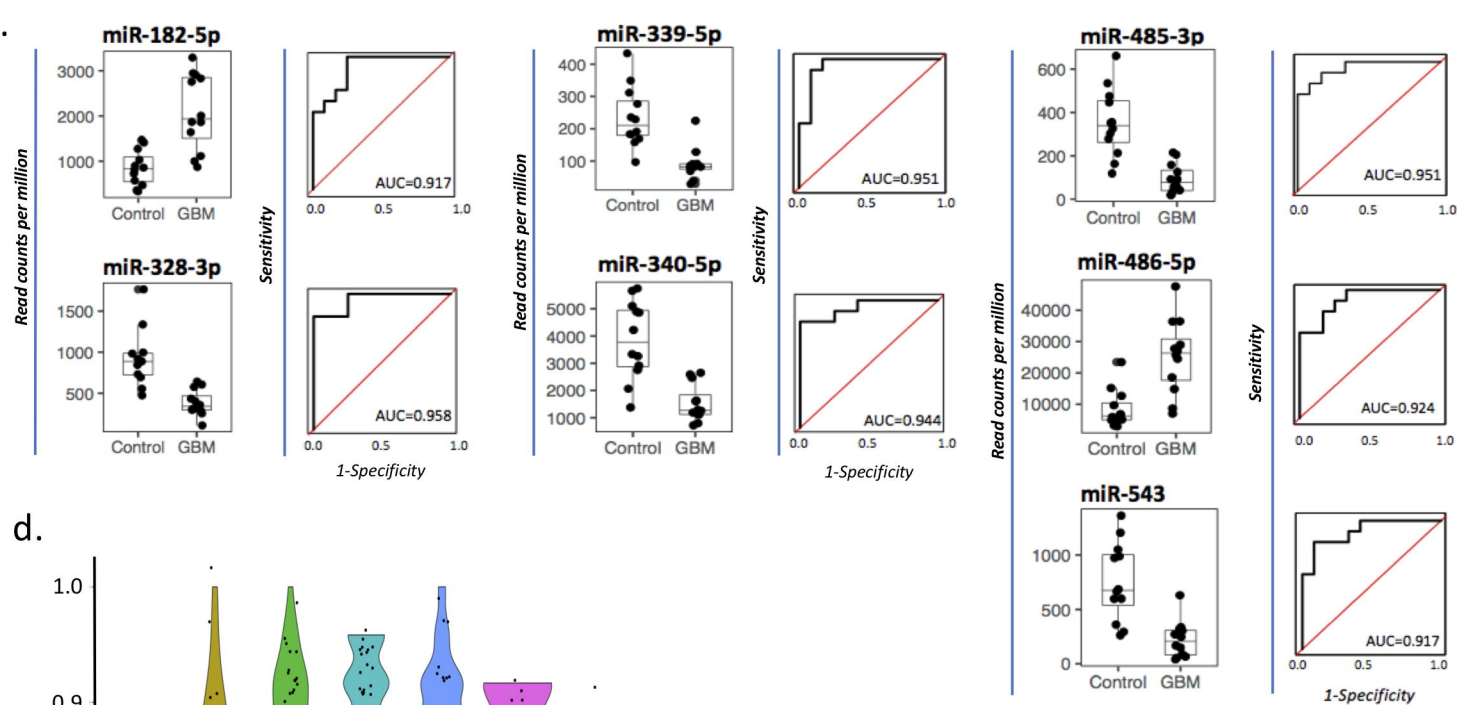 miR-182-5p
3000
2000
1000
Control GBM
AUC=0.917
0.0 0.5 1.0
miR-328-3p
1500
1000
500
Control GBM
AUC=0.958
0.0 0.5 1.0
Read counts per million
Sensitivity
1-Specificity
miR-339-5p
400
300
200
100
Control GBM
AUC=0.951
0.0 0.5 1.0
miR-340-5p
5000
4000
3000
2000
1000
Control GBM
AUC=0.944
0.0 0.5 1.0
Read counts per million
Sensitivity
1-Specificity
miR-485-3p
600
400
200
0
Control GBM
AUC=0.951
0.0 0.5 1.0
miR-486-5p
40000
30000
20000
10000
Control GBM
AUC=0.924
0.0 0.5 1.0
miR-543
1000
500
0
Control GBM
AUC=0.917
0.0 0.5 1.0
Read counts per million
Sensitivity
1-Specificity
d.
1.0
0.9